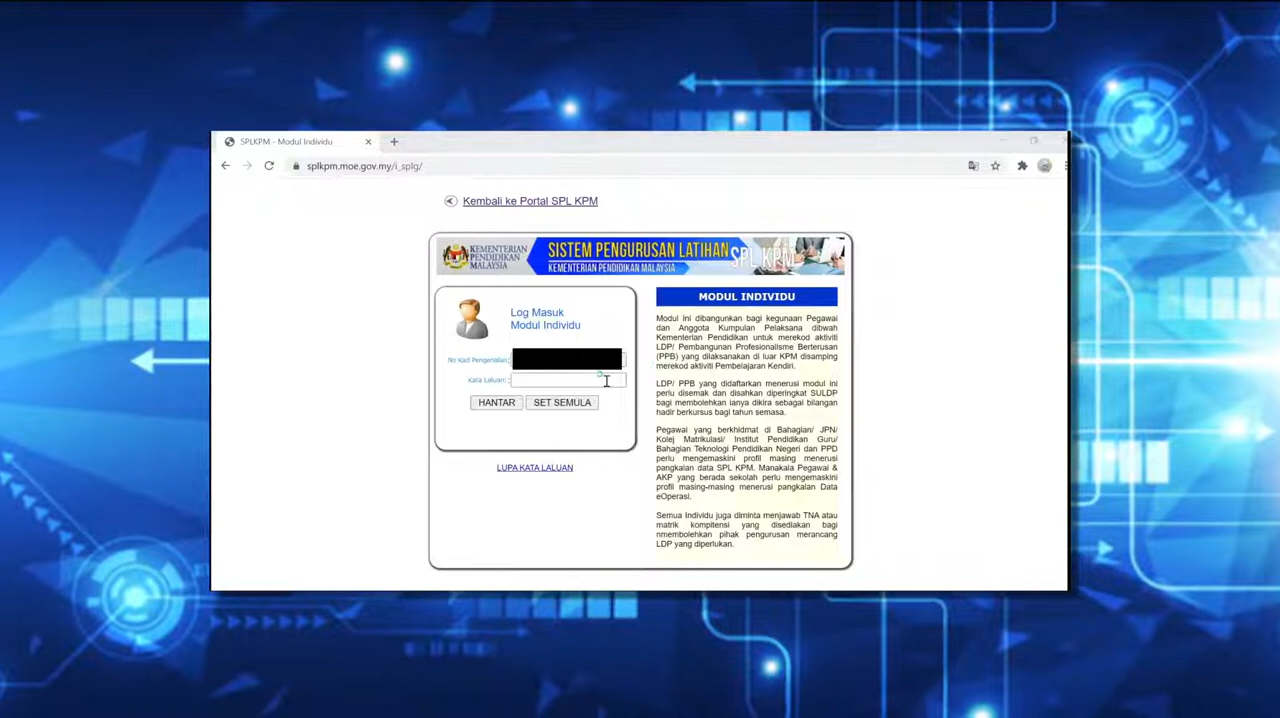 SPLKPM - Modul Individu
splkpm.moe.gov.my/i_splg/
Kembali ke Portal SPL KPM
KEMENTERIAN
PENDIDIKAN
MALAYSIA
SISTEM PENGURUSAN LATIHAN
KEMENTERIAN PENDIDIKAN MALAYSIA
SPL KPM
Log Masuk
Modul Individu
No Kad Pengenalan:
Kata Laluan:
HANTAR
SET SEMULA
LUPA KATA LALUAN
MODUL INDIVIDU
Modul Ini dibangunkan bagi kegunaan Pegawai
dan Anggota Kumpulan Pelaksana dibwah
Kementerian Pendidikan untuk merekod aktiviti
LDP/ Pembangunan Profesionalisme Berterusan
(PPB) yang dilaksanakan di luar KPM disamping
merekod aktiviti Pembelajaran Kendiri.
LDP/ PPB yang didaftarkan menerusi modul ini
perlu disemak dan disahkan diperingkat SULDP
bagi membolehkan ianya dikira sebagai bilangan
hadir berkursus bagi tahun semasa.
Pegawai yang berkhidmat di Bahagian/ JPN/
Kolej Matrikulasi/ Institut Pendidikan Guru/
Bahagian Teknologi Pendidikan Negeri dan PPD
perlu mengemaskini profil masing menerusi
pangkalan data SPL KPM. Manakala Pegawai &
AKP yang berada sekolah perlu mengemaskini
profil masing-masing menerusi pangkalan Data
eOperasi.
Semua Individu juga diminta menjawab TNA atau
matrik kompitensi yang disediakan bagi
nmembolehkan pihak pengurusan merancang
LDP yang diperlukan.